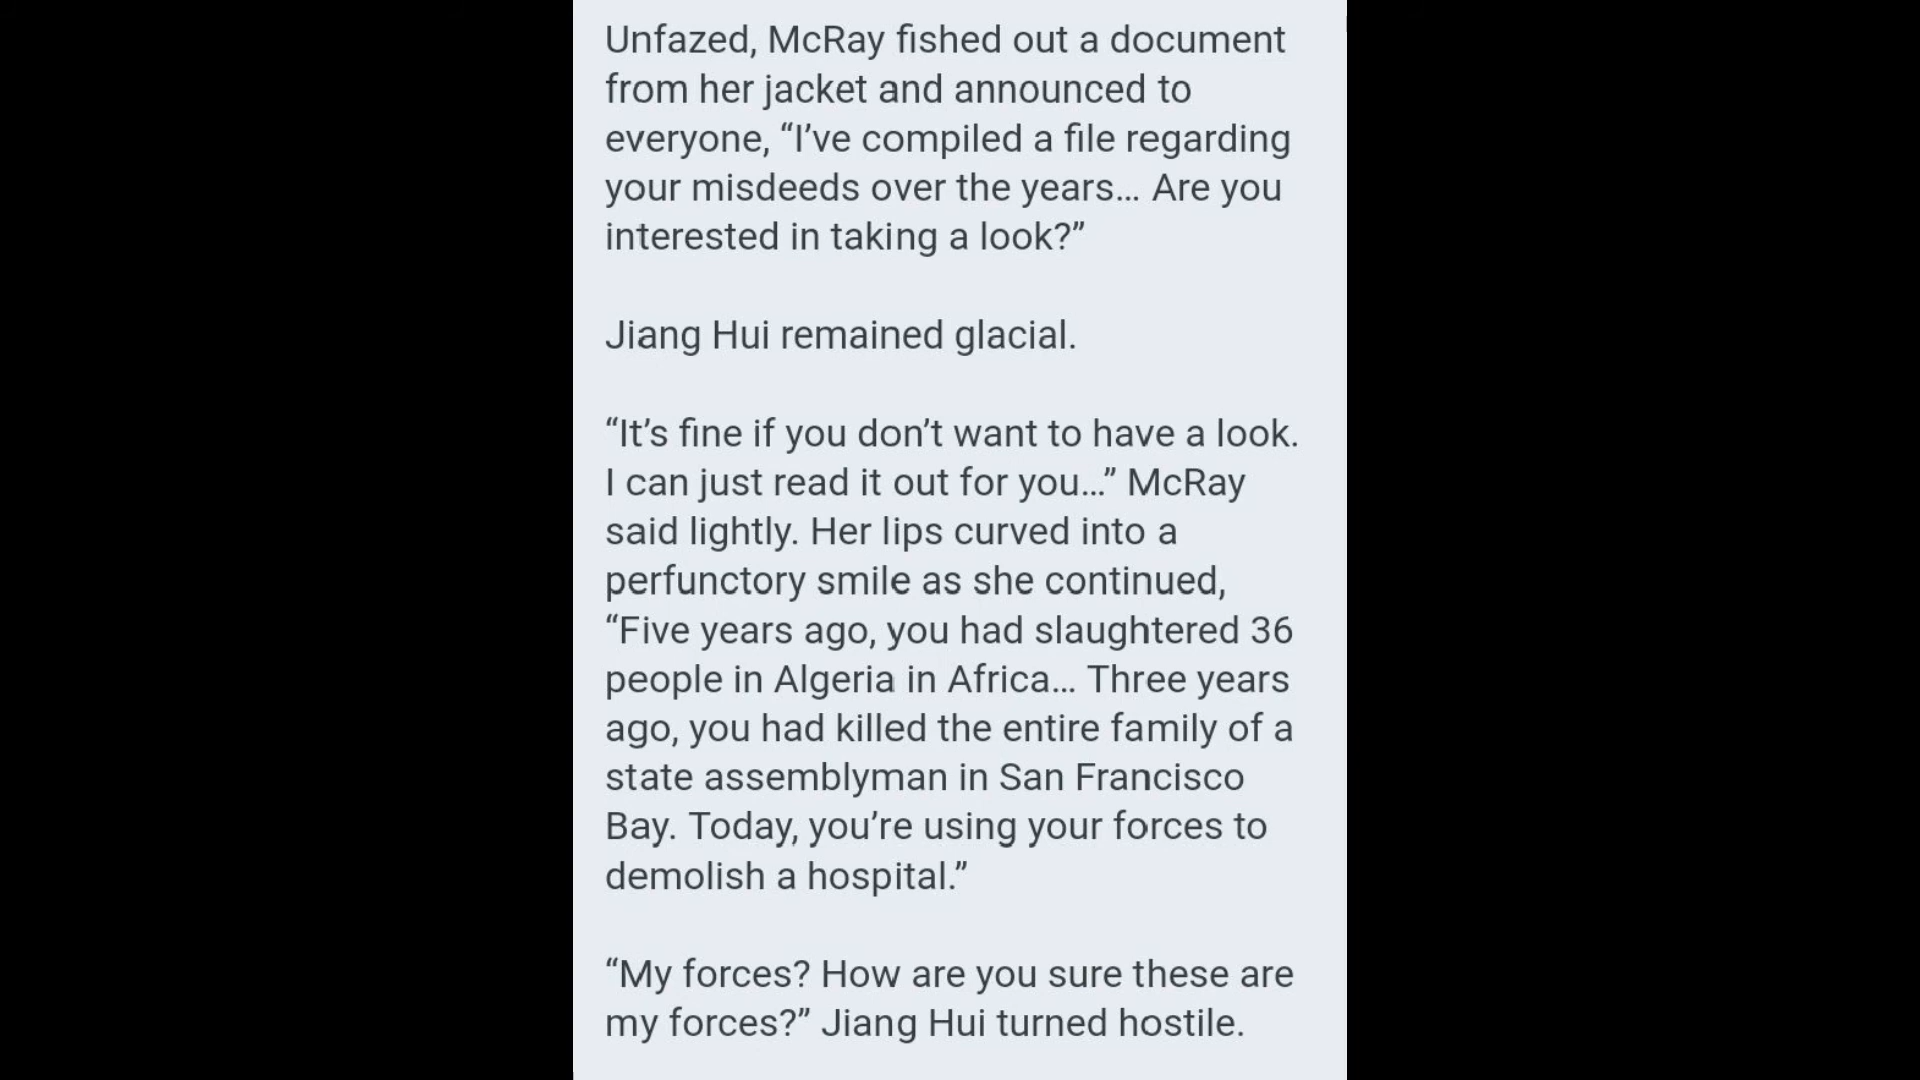 Unfazed, McRay fished out a document
from her jacket and announced to
everyone, “I’ve compiled a file regarding
your misdeeds over the years… Are you
interested in taking a look?”
Jiang Hui remained glacial.
“It’s fine if you don’t want to have a look.
I can just read it out for you…” McRay
said lightly. Her lips curved into a
perfunctory smile as she continued,
“Five years ago, you had slaughtered 36
people in Algeria in Africa… Three years
ago, you had killed the entire family of a
state assemblyman in San Francisco
Bay. Today, you’re using your forces to
demolish a hospital.”
“My forces? How are you sure these are
my forces?” Jiang Hui turned hostile.